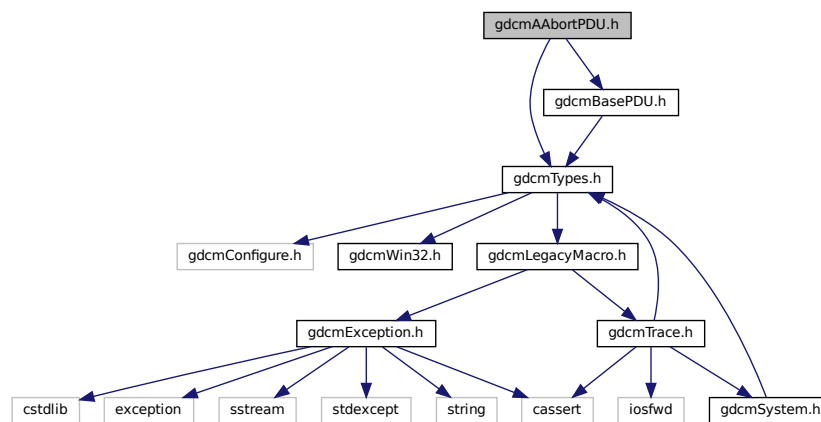 gdcmAAbortPDU.h
gdcmBasePDU.h
gdcmTypes.h
gdcmConfigure.h
gdcmWin32.h
gdcmLegacyMacro.h
gdcmException.h
gdcmTrace.h
cstdlib
exception
sstream
stdexcept
string
cassert
iosfwd
gdcmSystem.h